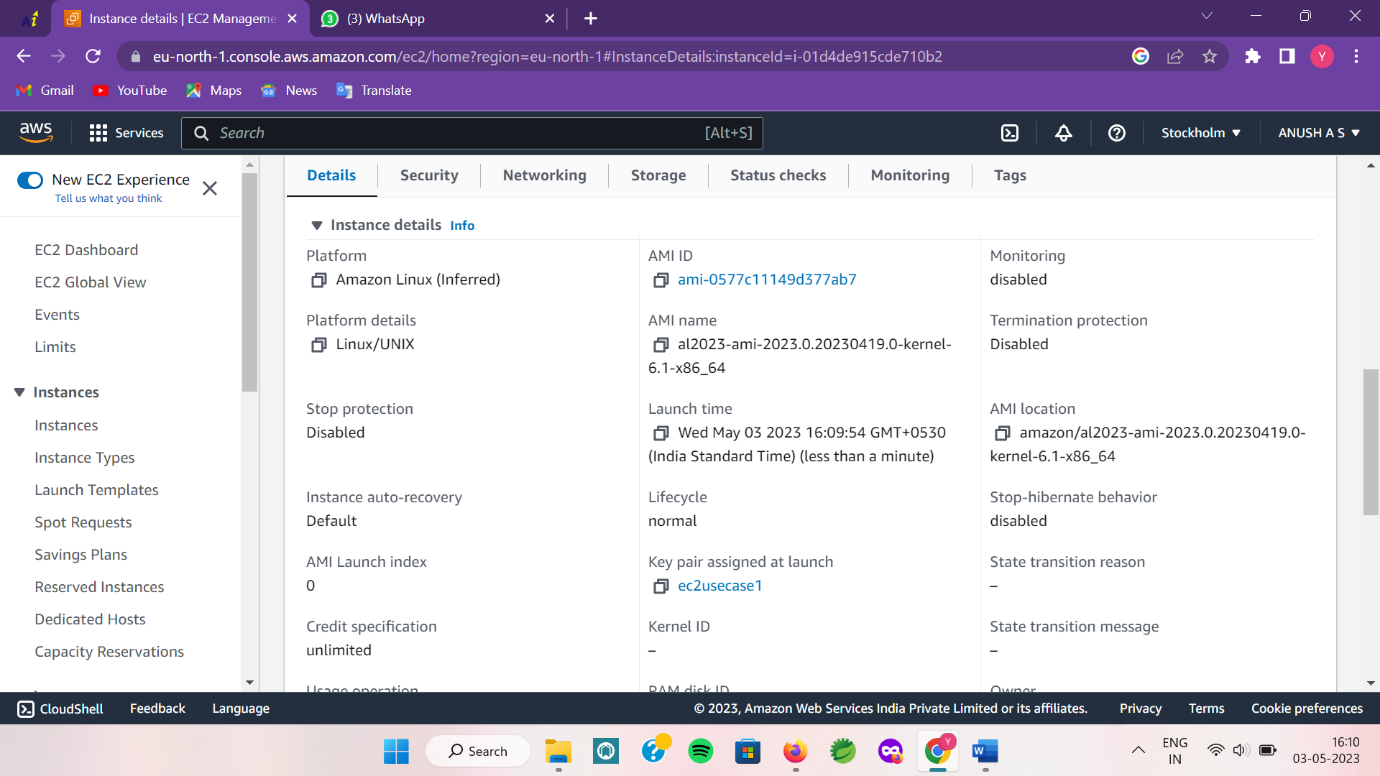 Instance details | EC2 Manageme
(3) WhatsApp
eu-north-1.console.aws.amazon.com/ec2/home?region=eu-north-1#InstanceDetails:instanceId=i-01d4de915cde710b2
Y
Gmail YouTube Maps News Translate
aws Services Search [Alt+S] Stockholm ANUSH A S
New EC2 Experience
Tell us what you think
EC2 Dashboard
EC2 Global View
Events
Limits
Instances
Instances
Instance Types
Launch Templates
Spot Requests
Savings Plans
Reserved Instances
Dedicated Hosts
Capacity Reservations
Details Security Networking Storage Status checks Monitoring Tags
Instance details Info
Platform
Amazon Linux (Inferred)
AMI ID
ami-0577c11149d377ab7
Monitoring
disabled
Platform details
Linux/UNIX
AMI name
al2023-ami-2023.0.20230419.0-kernel-
6.1-x86_64
Termination protection
Disabled
Stop protection
Disabled
Launch time
Wed May 03 2023 16:09:54 GMT+0530
(India Standard Time) (less than a minute)
AMI location
amazon/al2023-ami-2023.0.20230419.0-
kernel-6.1-x86_64
Instance auto-recovery
Default
Lifecycle
normal
Stop-hibernate behavior
disabled
AMI Launch index
0
Key pair assigned at launch
ec2usecase1
State transition reason
–
Credit specification
unlimited
Kernel ID
–
State transition message
–
Usage operation
RAM disk ID
Owner
CloudShell Feedback Language © 2023, Amazon Web Services India Private Limited or its affiliates. Privacy Terms Cookie preferences
Search
ENG
IN
16:10
03-05-2023